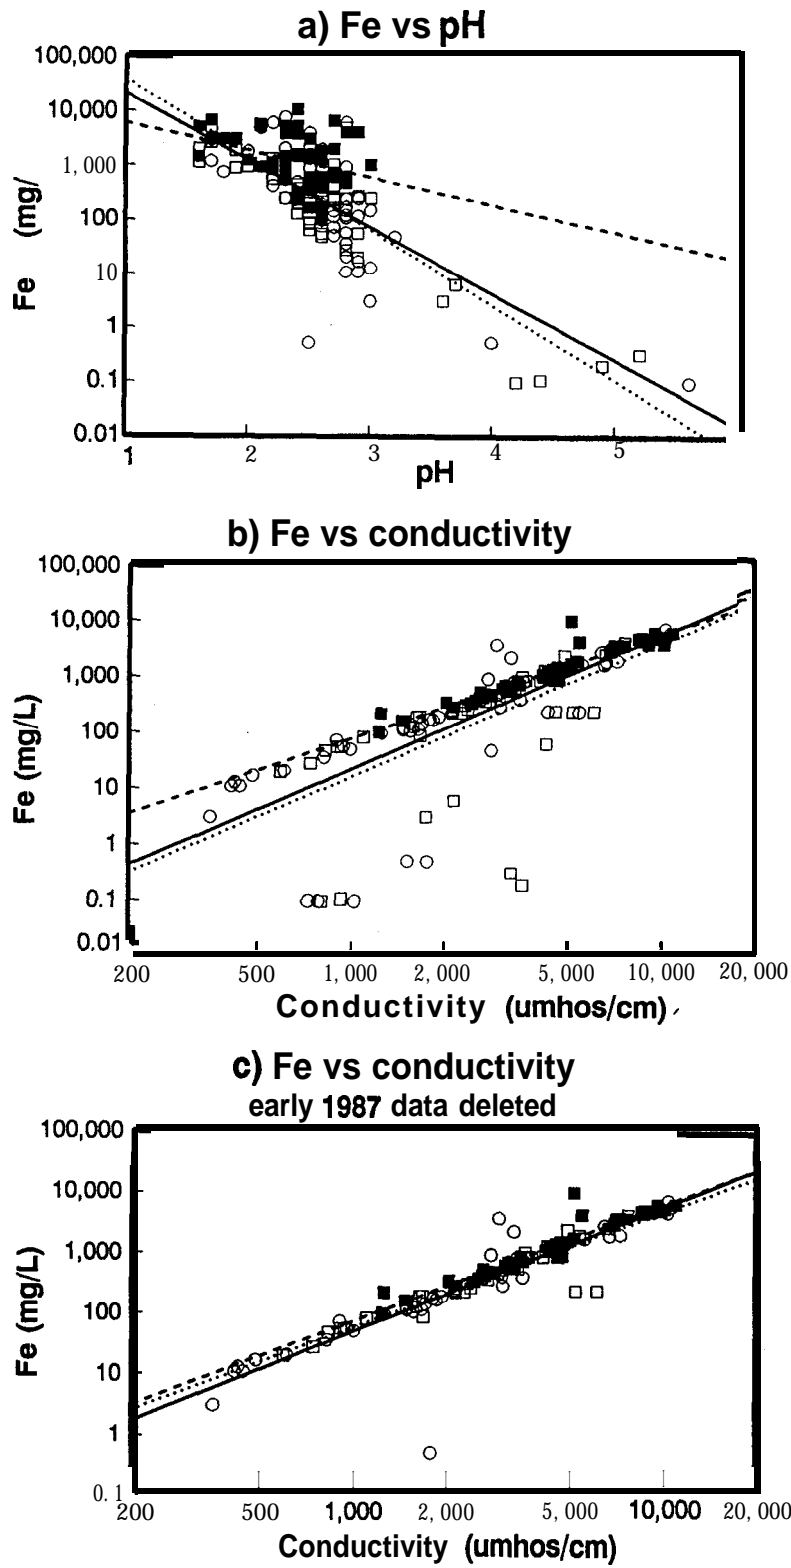 a) Fe vs pH
100,000
10,000
1,000
100
10
1
0.1
0.01
Fe (mg/
1 2 3 4 5
pH
b) Fe vs conductivity
100,000
10,000
1,000
100
10
1
0.1
0.01
Fe (mg/L)
200 500 1,000 2,000 5,000 10,000 20,000
Conductivity (umhos/cm)
c) Fe vs conductivity
early 1987 data deleted
100,000
10,000
1,000
100
10
1
0.1
Fe (mg/L)
200 500 1,000 2,000 5,000 10,000 20,000
Conductivity (umhos/cm)